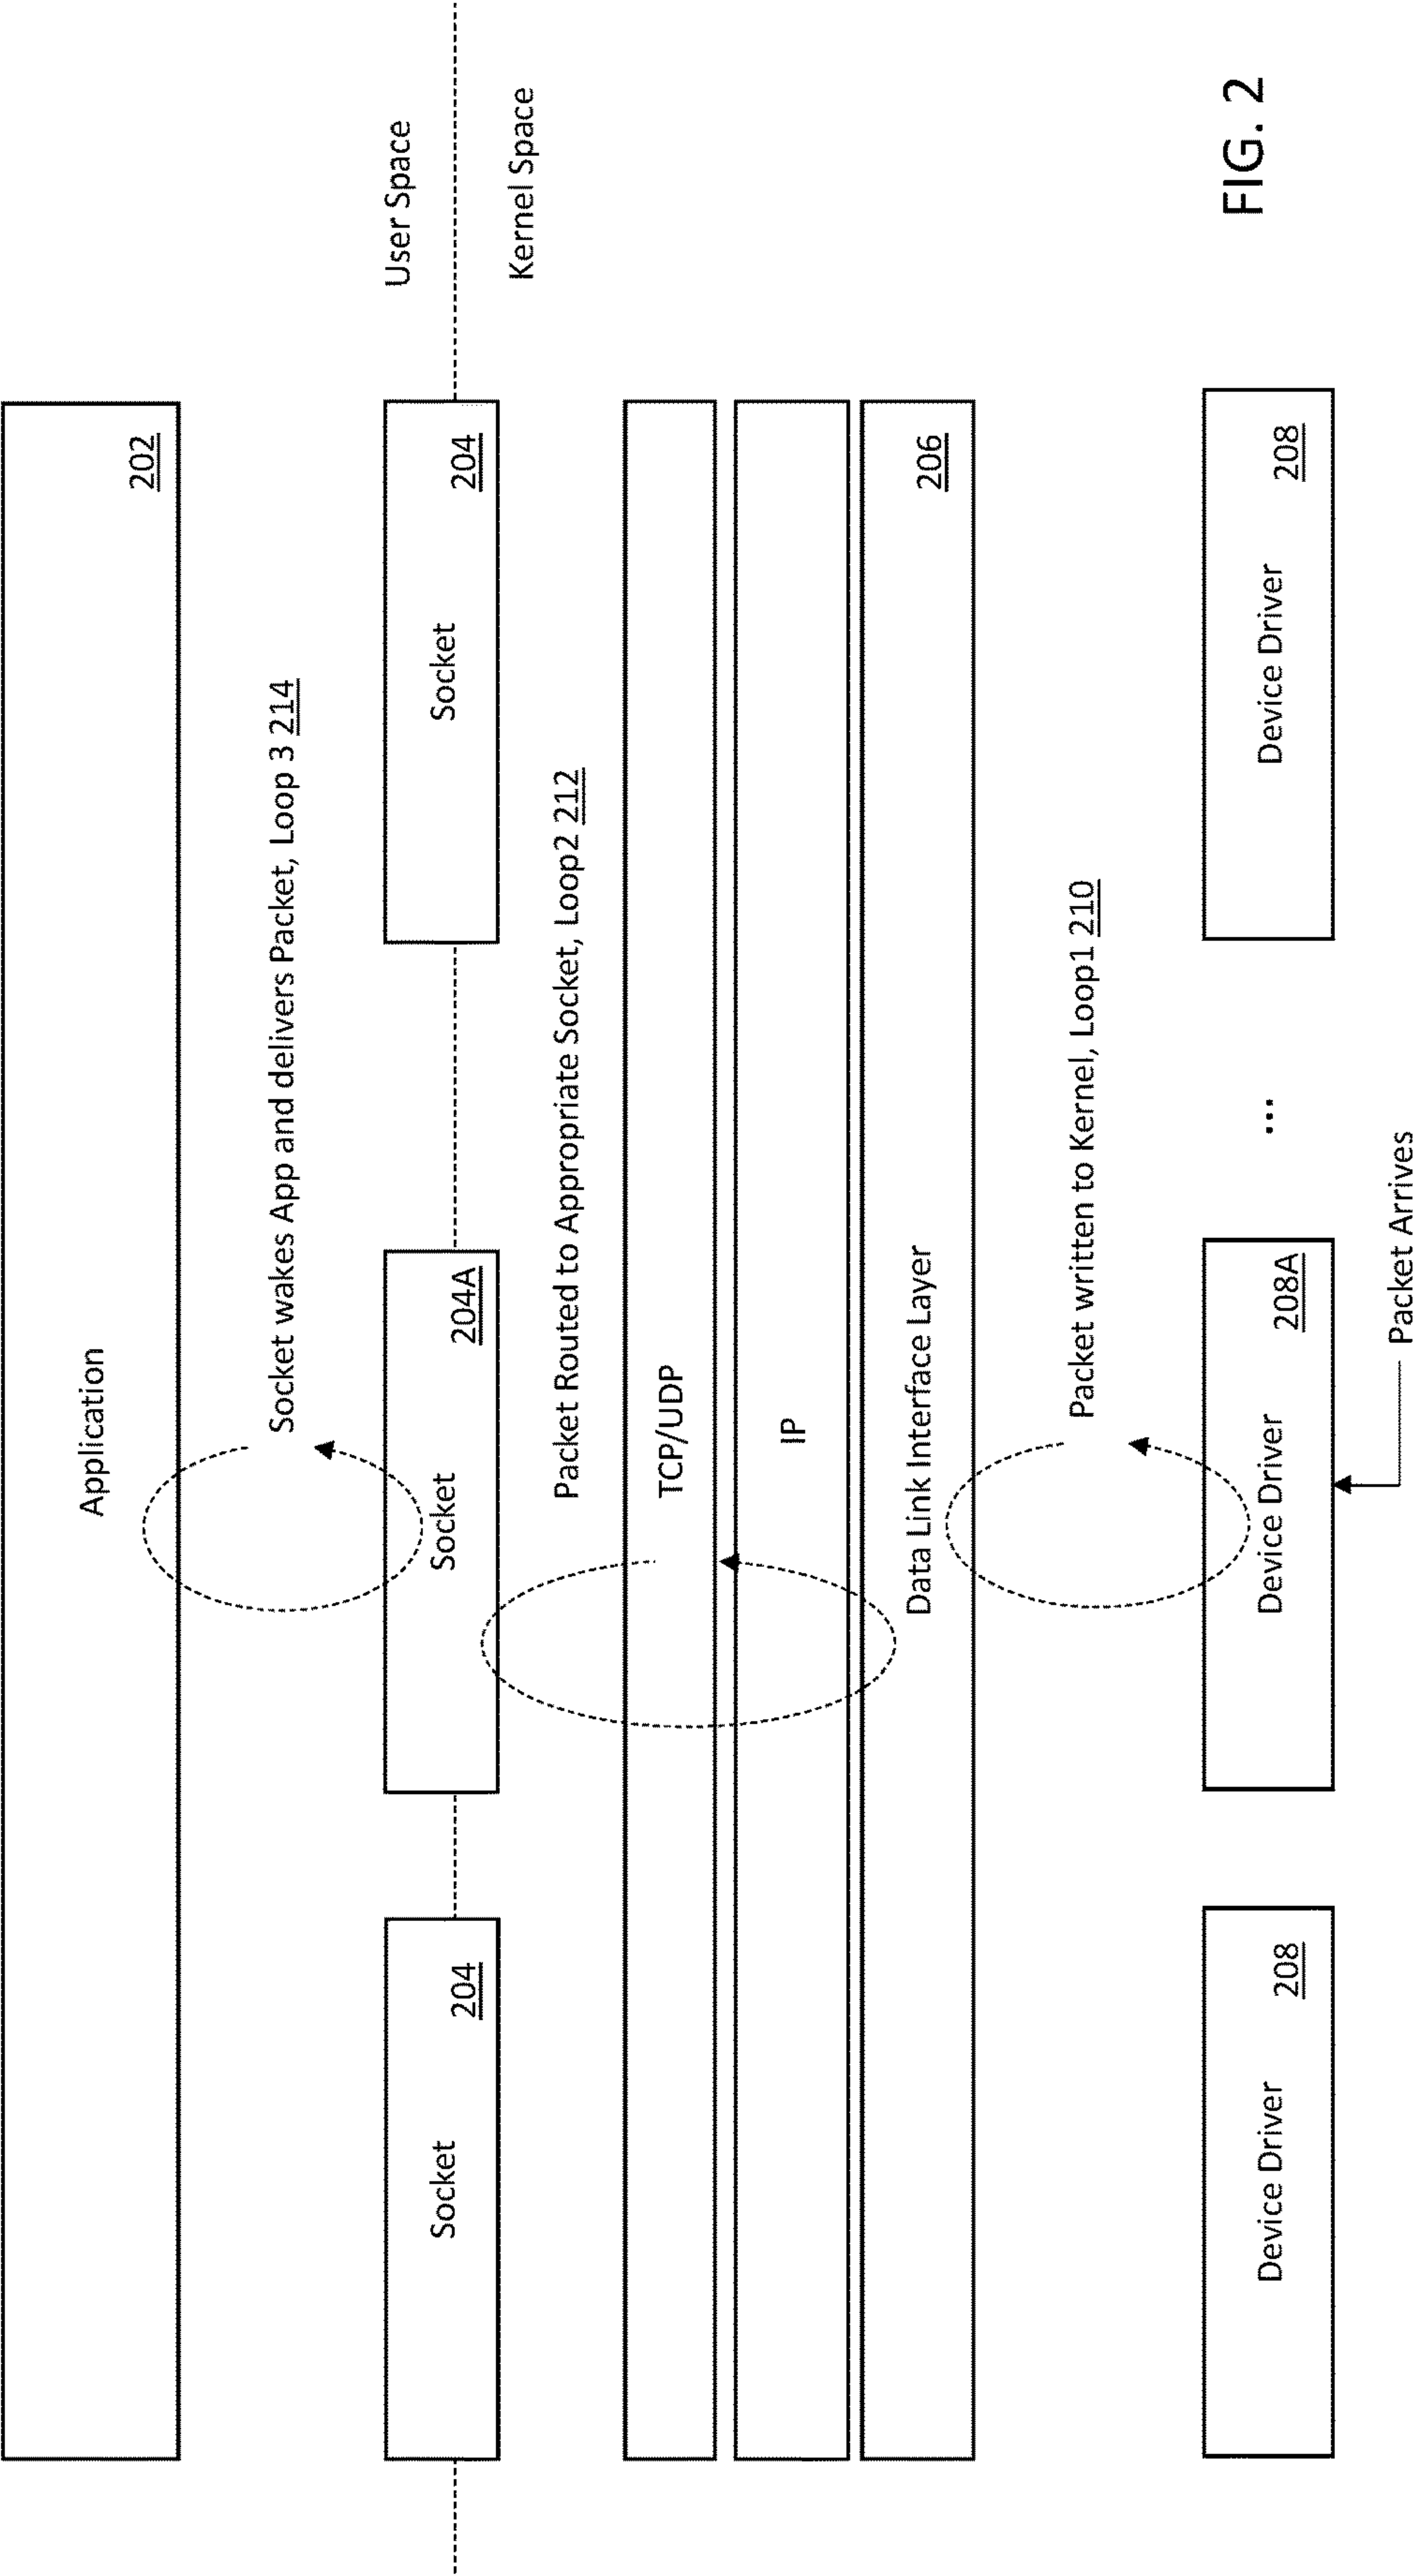 Application
202
Socket wakes App and delivers Packet, Loop 3 214
User Space
Socket
204
Socket
204A
Socket
204
Kernel Space
Packet Routed to Appropriate Socket, Loop2 212
TCP/UDP
IP
Data Link Interface Layer
206
Packet written to Kernel, Loop1 210
Device Driver
208
Device Driver
208A
...
Device Driver
208
Packet Arrives
FIG. 2